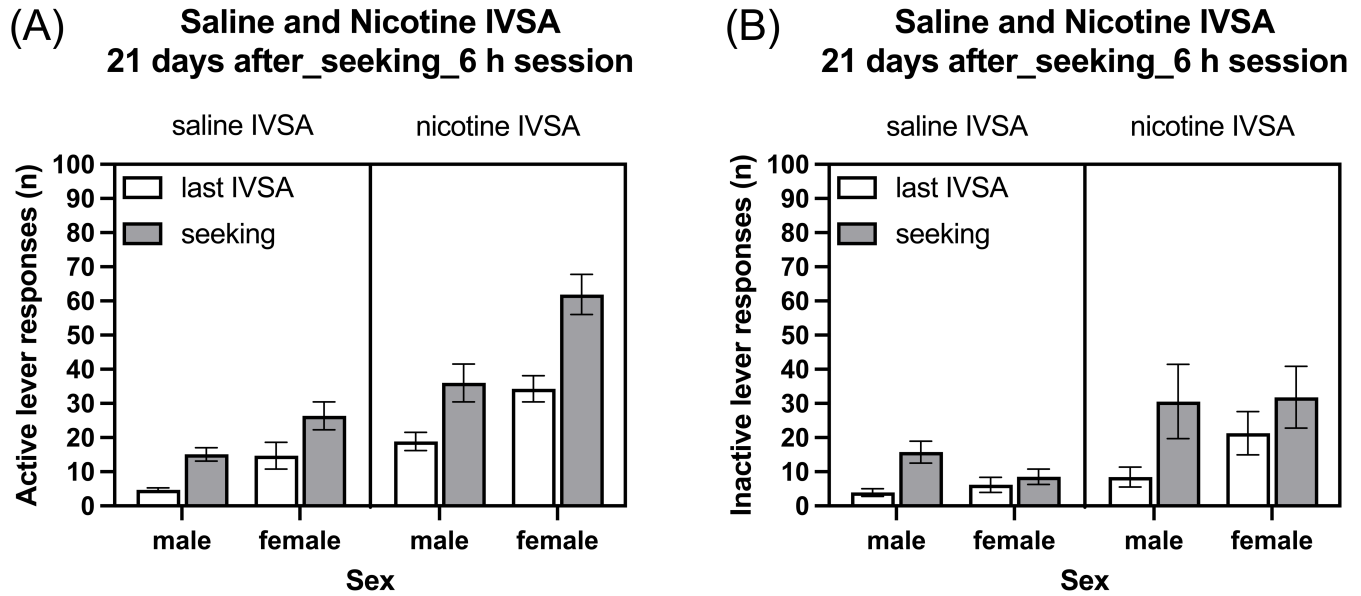 (A)
Saline and Nicotine IVSA
21 days after_seeking_6 h session
saline IVSA nicotine IVSA
Active lever responses (n)
100
90
80
70
60
50
40
30
20
10
0
last IVSA
seeking
male female male female
Sex
(B)
Saline and Nicotine IVSA
21 days after_seeking_6 h session
saline IVSA nicotine IVSA
Inactive lever responses (n)
100
90
80
70
60
50
40
30
20
10
0
last IVSA
seeking
male female male female
Sex